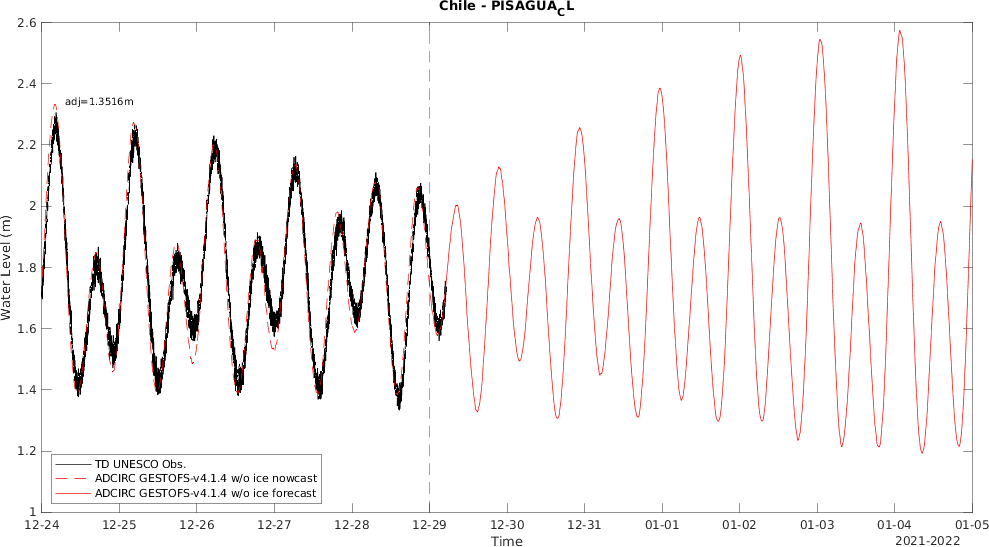 Chile - PISAGUA_CL
2.6
2.4
adj=1.3516m
2.2
2
1.8
1.6
1.4
1.2
1
Water Level (m)
TD UNESCO Obs.
ADCIRC GESTOFS-v4.1.4 w/o ice nowcast
ADCIRC GESTOFS-v4.1.4 w/o ice forecast
12-24 12-25 12-26 12-27 12-28 12-29 12-30 12-31 01-01 01-02 01-03 01-04 01-05
Time
2021-2022